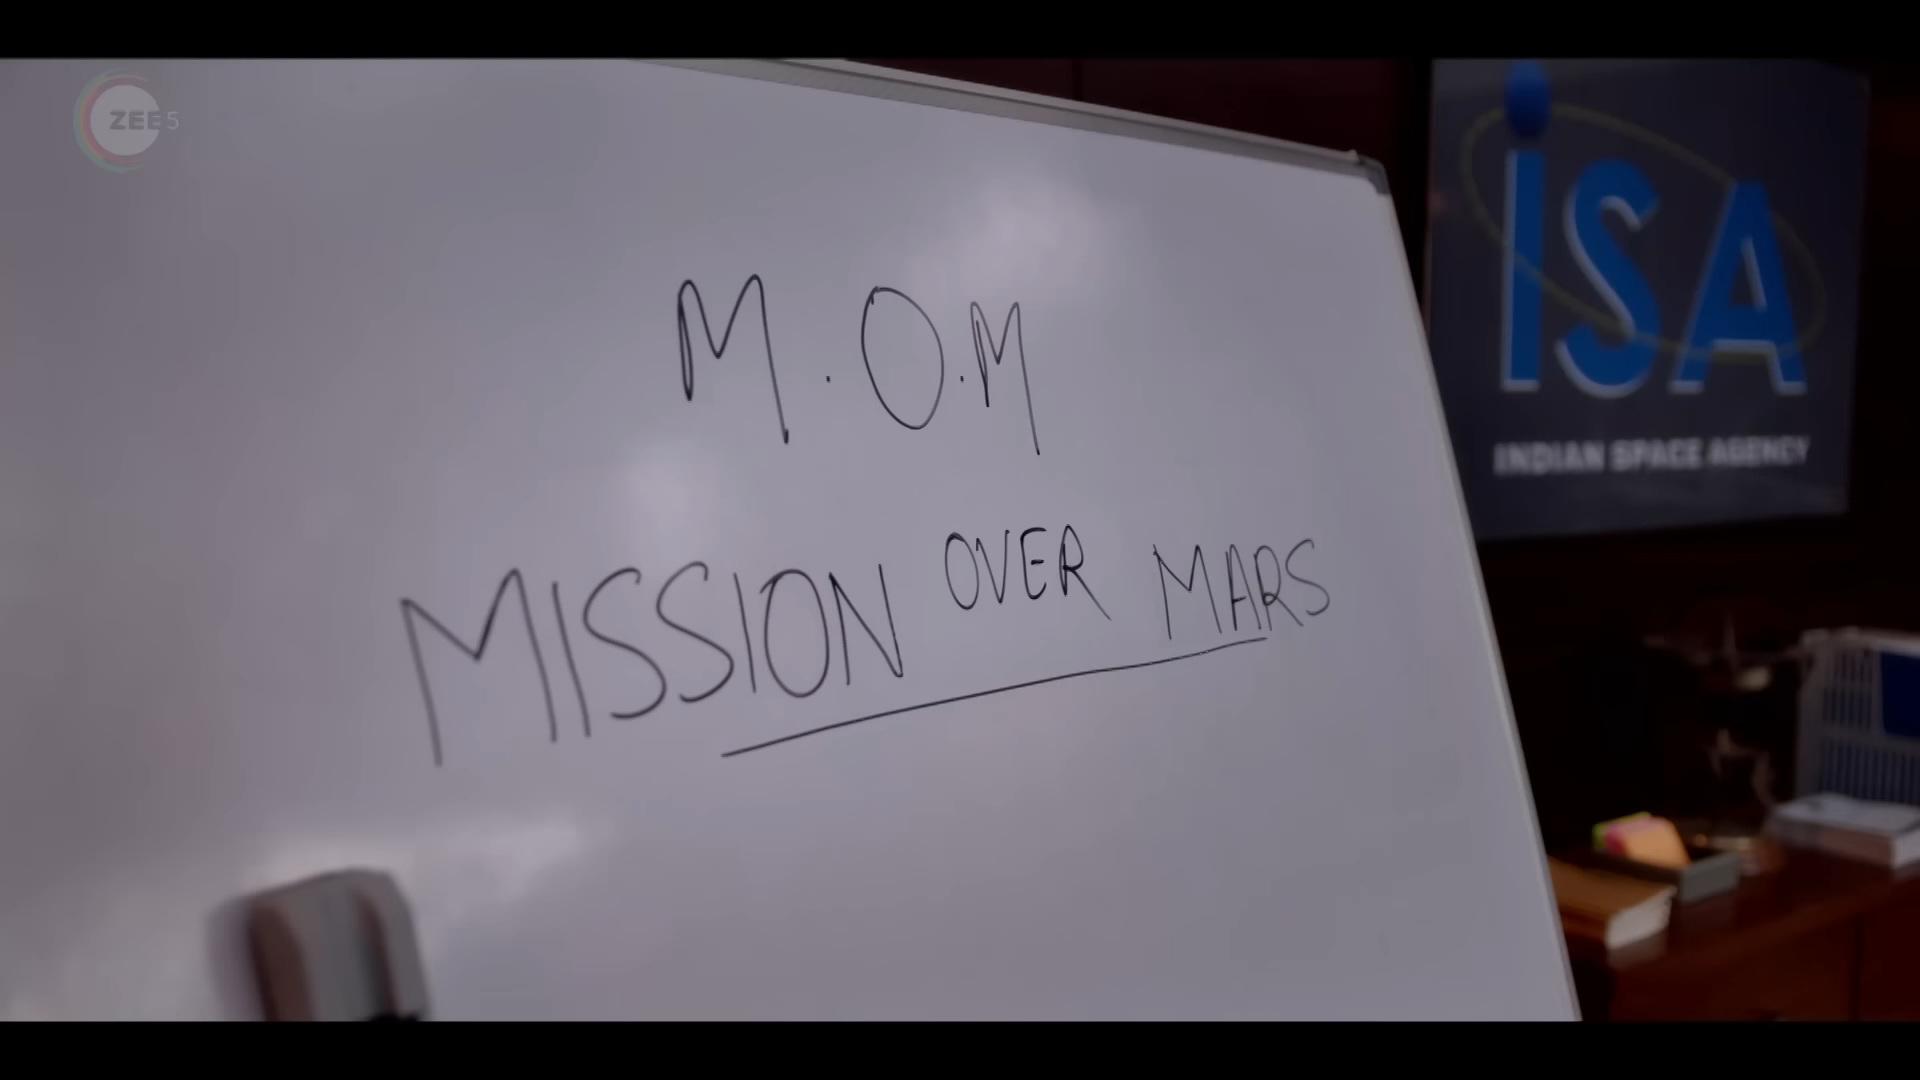 ZEE5
M.O.M
MISSION OVER MARS
ISA
INDIAN SPACE AGENCY